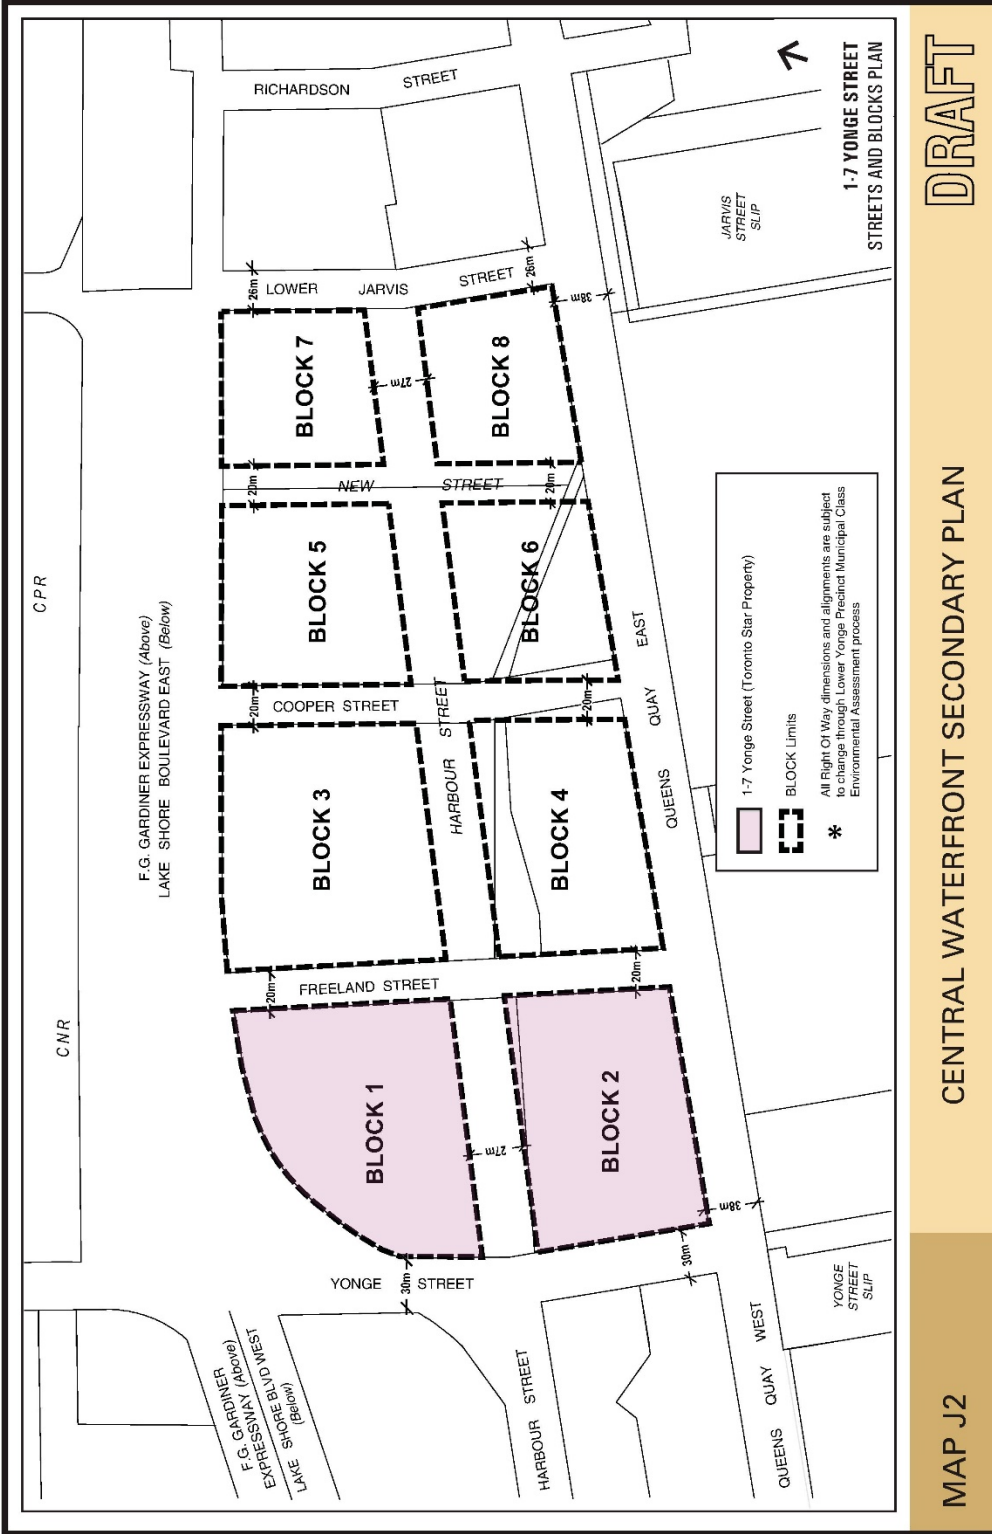 CPR
CNR
F.G. GARDINER EXPRESSWAY (Above)
LAKE SHORE BOULEVARD EAST (Below)
F.G. GARDINER
EXPRESSWAY (Above)
LAKE SHORE BLVD WEST
(Below)
YONGE STREET
30m
30m
BLOCK 1
BLOCK 2
27m
38m
FREELAND STREET
20m
20m
BLOCK 3
BLOCK 4
HARBOUR STREET
COOPER STREET
20m
20m
BLOCK 5
BLOCK 6
NEW STREET
20m
20m
BLOCK 7
BLOCK 8
27m
38m
LOWER JARVIS STREET
26m
26m
RICHARDSON STREET
HARBOUR STREET
QUEENS QUAY WEST
QUEENS QUAY EAST
YONGE
STREET
SLIP
JARVIS
STREET
SLIP
1-7 Yonge Street (Toronto Star Property)
BLOCK Limits
* All Right Of Way dimensions and alignments are subject
to change through Lower Yonge Precinct Municipal Class
Environmental Assessment process
1-7 YONGE STREET
STREETS AND BLOCKS PLAN
MAP J2
CENTRAL WATERFRONT SECONDARY PLAN
DRAFT